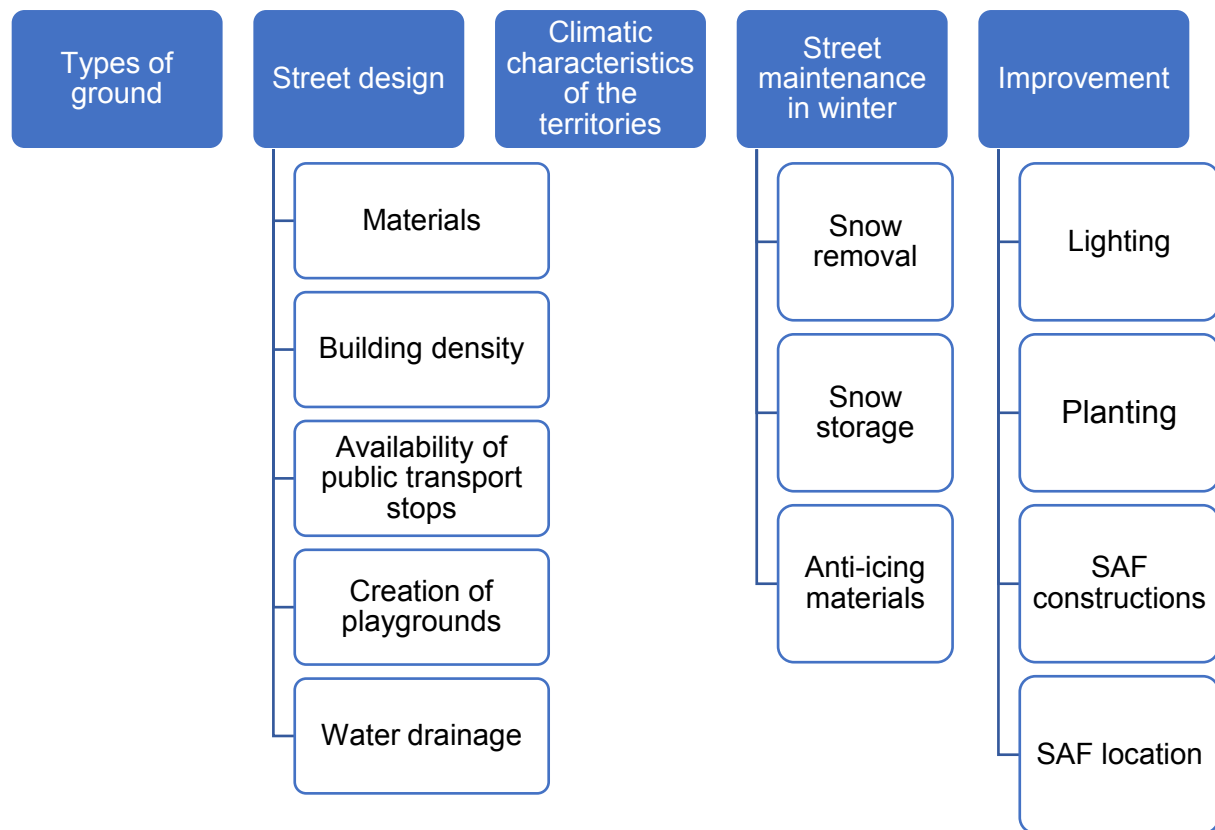 Types of
ground
Street design
Climatic
characteristics
of the
territories
Street
maintenance
in winter
Improvement
Materials
Building density
Availability of
public transport
stops
Creation of
playgrounds
Water drainage
Snow
removal
Snow
storage
Anti-icing
materials
Lighting
Planting
SAF
constructions
SAF location